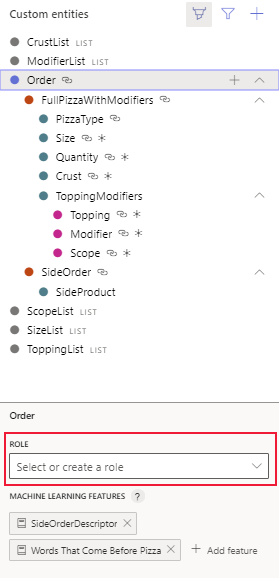 Custom entities
CrustList LIST
ModifierList LIST
Order
FullPizzaWithModifiers
PizzaType
Size
Quantity
Crust
ToppingModifiers
Topping
Modifier
Scope
SideOrder
SideProduct
ScopeList LIST
SizeList LIST
ToppingList LIST
Order
ROLE
Select or create a role
MACHINE LEARNING FEATURES ?
SideOrderDescriptor
Words That Come Before Pizza
+ Add feature